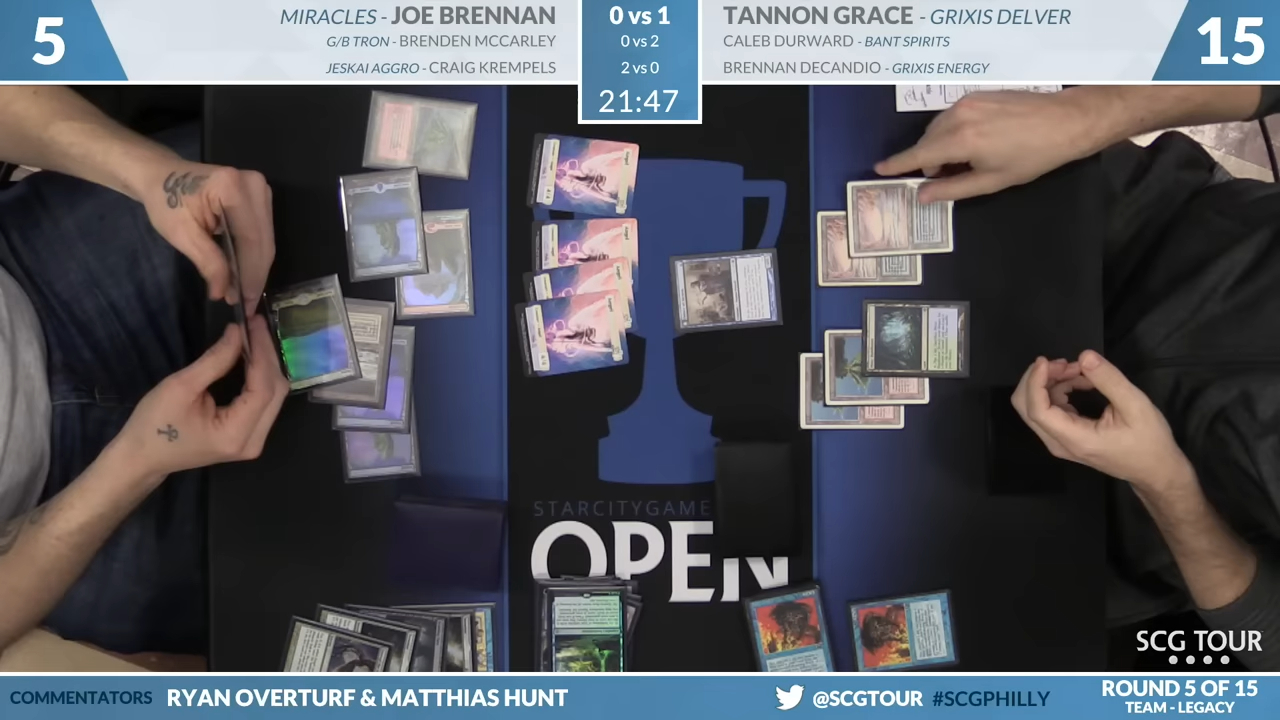 5
MIRACLES - JOE BRENNAN
G/B TRON - BRENDEN MCCARLEY
JESKAI AGGRO - CRAIG KREMPELS
0 vs 1
0 vs 2
2 vs 0
21:47
TANNON GRACE - GRIXIS DELVER
CALEB DURWARD - BANT SPIRITS
BRENNAN DECANDIO - GRIXIS ENERGY
15
STARCITYGAME
OPEN
SCG TOUR
COMMENTATORS RYAN OVERTURF & MATTHIAS HUNT
@SCGTOUR #SCGPHILLY
ROUND 5 OF 15
TEAM - LEGACY